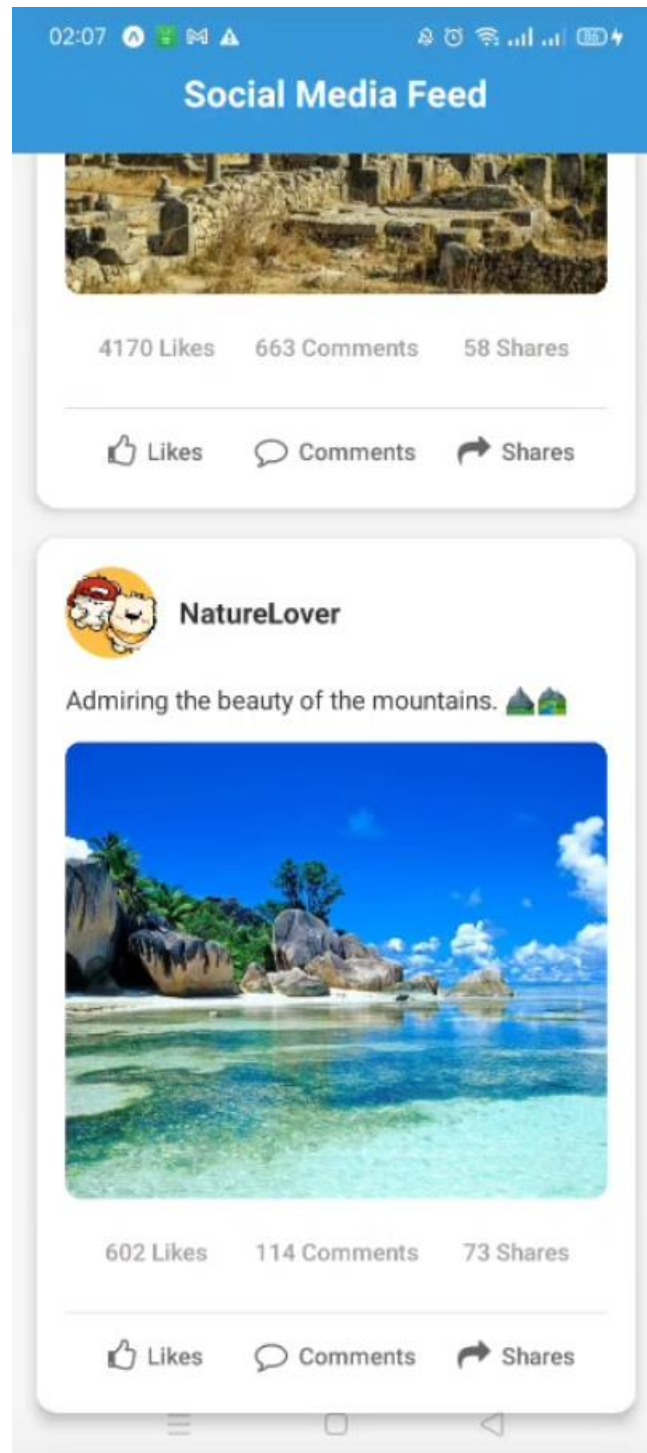 02:07 86
Social Media Feed
4170 Likes 663 Comments 58 Shares
Likes Comments Shares
NatureLover
Admiring the beauty of the mountains. ⛰️🏞️
602 Likes 114 Comments 73 Shares
Likes Comments Shares